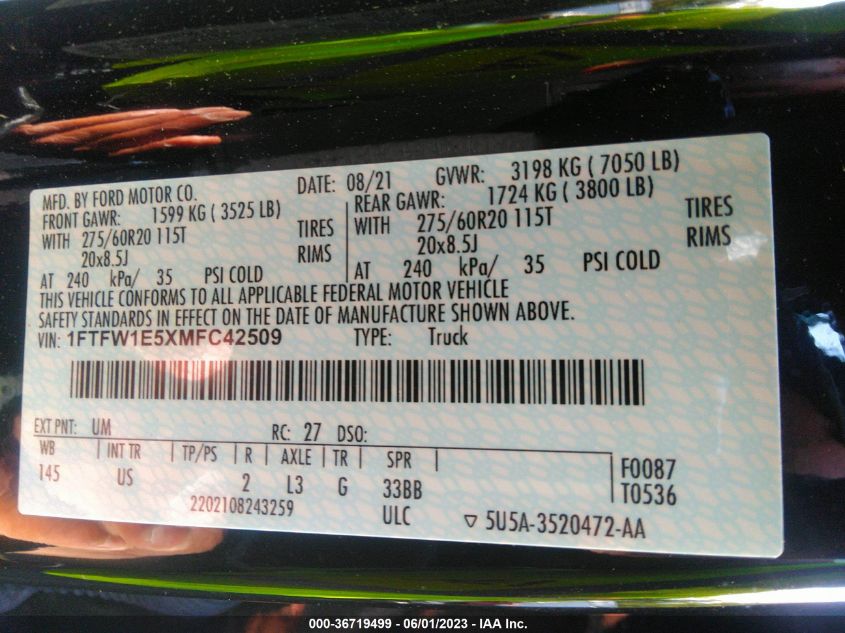 MFD. BY FORD MOTOR CO. DATE: 08/21 GVWR: 3198 KG ( 7050 LB)
FRONT GAWR: 1599 KG ( 3525 LB) REAR GAWR: 1724 KG ( 3800 LB)
WITH 275/60R20 115T TIRES WITH 275/60R20 115T TIRES
20x8.5J RIMS 20x8.5J RIMS
AT 240 kPa/ 35 PSI COLD AT 240 kPa/ 35 PSI COLD
THIS VEHICLE CONFORMS TO ALL APPLICABLE FEDERAL MOTOR VEHICLE
SAFETY STANDARDS IN EFFECT ON THE DATE OF MANUFACTURE SHOWN ABOVE.
VIN: 1FTFW1E5XMFC42509 TYPE: Truck
EXT PNT: UM RC: 27 DSO:
WB INT TR TP/PS R AXLE TR SPR F0087
145 US 2 L3 G 33BB T0536
2202108243259 ULC ▽ 5U5A-3520472-AA
000-36719499 - 06/01/2023 - IAA Inc.